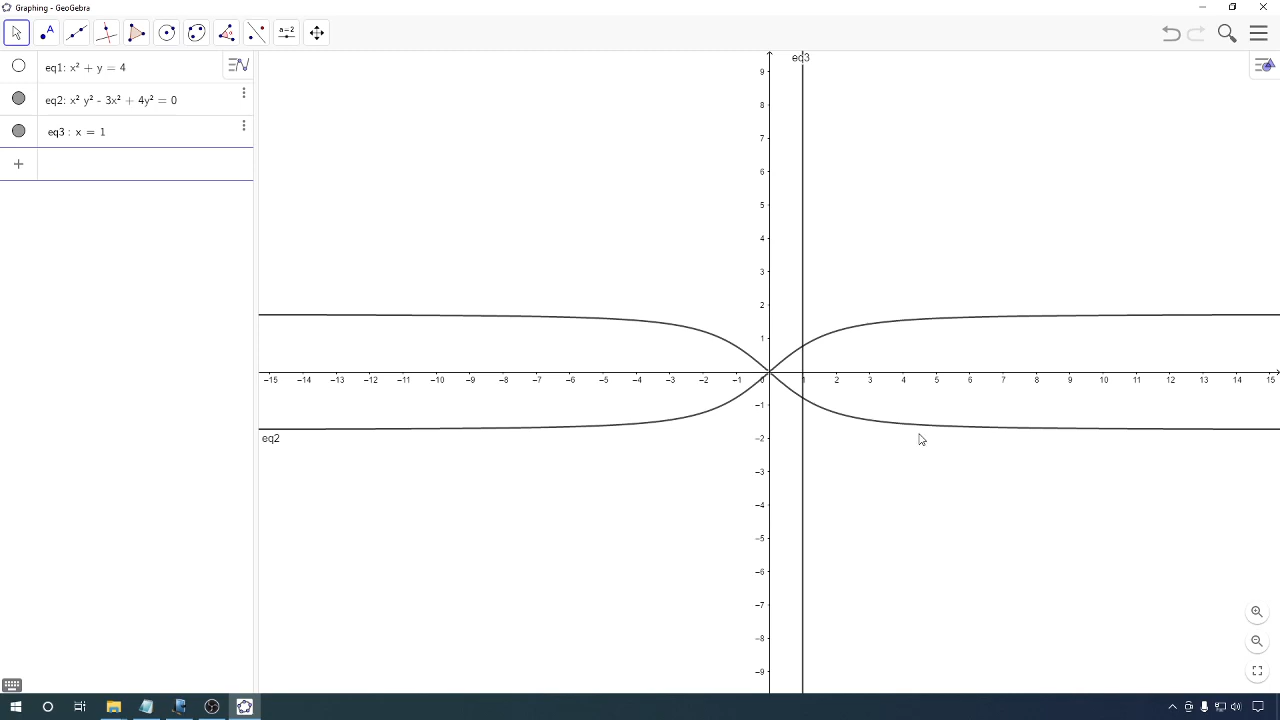 Graphing - GeoGebra
a=2
eq1: x² + y = 4
eq2: x² y² - 3x² + 4y² = 0
eq3 : x = 1
+
eq3
9
8
7
6
5
4
3
2
1
−15 −14 −13 −12 −11 −10 −9 −8 −7 −6 −5 −4 −3 −2 −1 0 1 2 3 4 5 6 7 8 9 10 11 12 13 14 15
−1
−2
eq2
−3
−4
−5
−6
−7
−8
−9